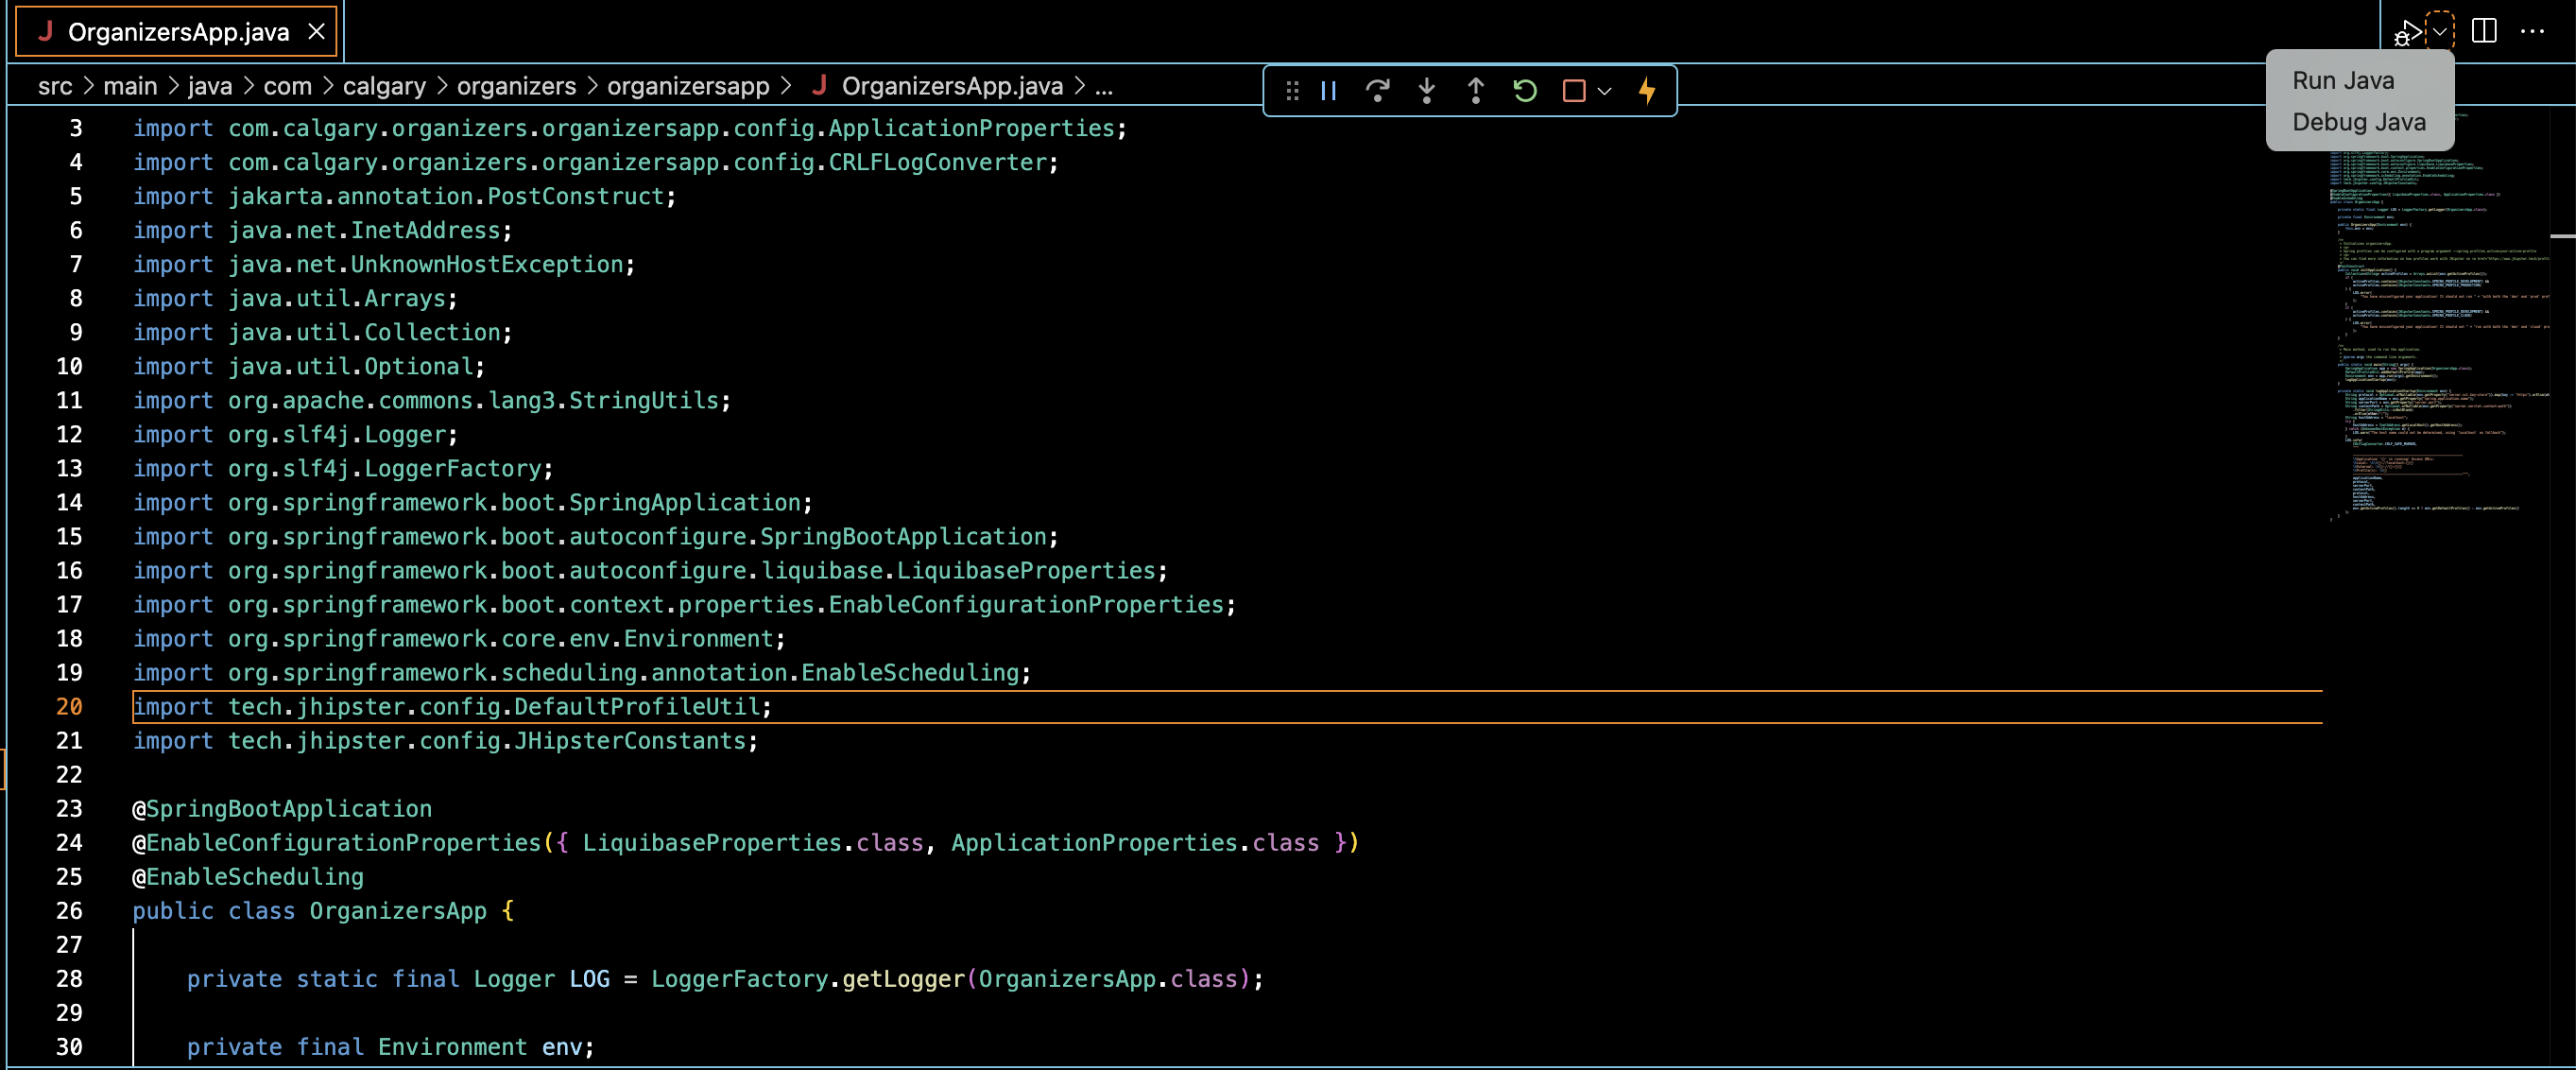 J OrganizersApp.java
src > main > java > com > calgary > organizers > organizersapp > J OrganizersApp.java > ...
Run Java
Debug Java
3 import com.calgary.organizers.organizersapp.config.ApplicationProperties;
4 import com.calgary.organizers.organizersapp.config.CRLFLogConverter;
5 import jakarta.annotation.PostConstruct;
6 import java.net.InetAddress;
7 import java.net.UnknownHostException;
8 import java.util.Arrays;
9 import java.util.Collection;
10 import java.util.Optional;
11 import org.apache.commons.lang3.StringUtils;
12 import org.slf4j.Logger;
13 import org.slf4j.LoggerFactory;
14 import org.springframework.boot.SpringApplication;
15 import org.springframework.boot.autoconfigure.SpringBootApplication;
16 import org.springframework.boot.autoconfigure.liquibase.LiquibaseProperties;
17 import org.springframework.boot.context.properties.EnableConfigurationProperties;
18 import org.springframework.core.env.Environment;
19 import org.springframework.scheduling.annotation.EnableScheduling;
20 import tech.jhipster.config.DefaultProfileUtil;
21 import tech.jhipster.config.JHipsterConstants;
22
23 @SpringBootApplication
24 @EnableConfigurationProperties({ LiquibaseProperties.class, ApplicationProperties.class })
25 @EnableScheduling
26 public class OrganizersApp {
27
28 private static final Logger LOG = LoggerFactory.getLogger(OrganizersApp.class);
29
30 private final Environment env;